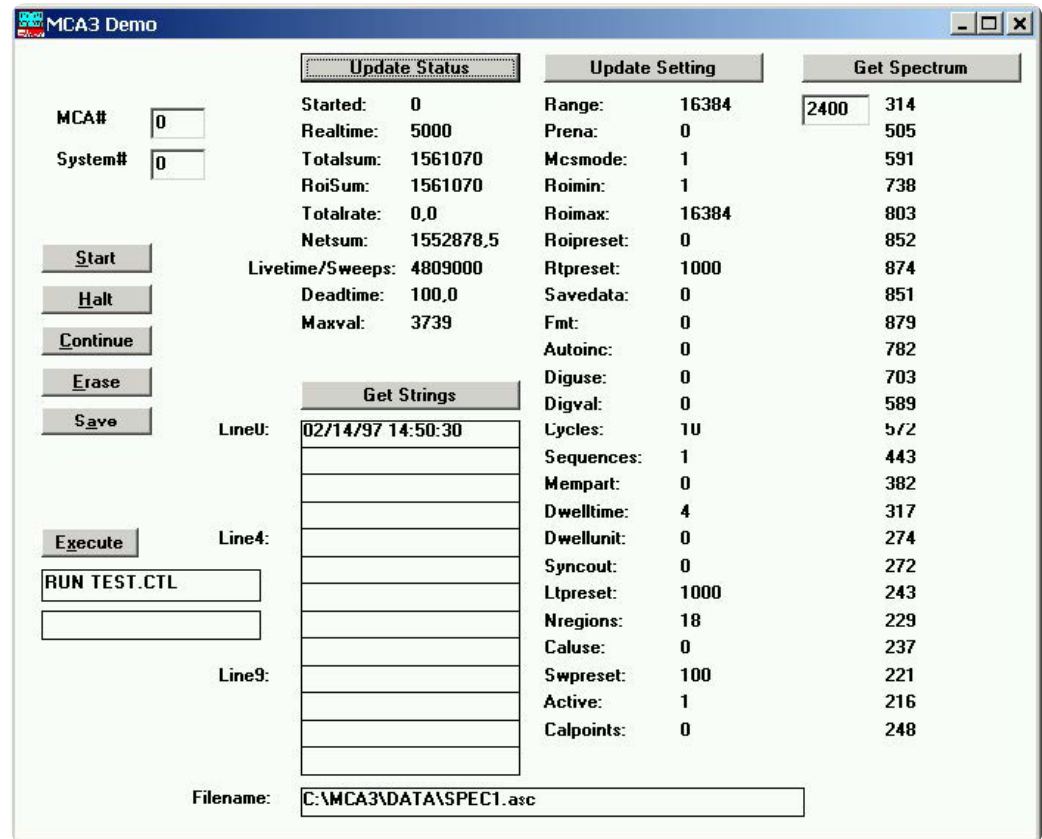 MCA3 Demo
Update Status
Update Setting
Get Spectrum
MCA# 0
System# 0
Started: 0
Realtime: 5000
Totalsum: 1561070
RoiSum: 1561070
Totalrate: 0,0
Netsum: 1552878,5
Livetime/Sweeps: 4809000
Deadtime: 100,0
Maxval: 3739
Start
Halt
Continue
Erase
Save
Get Strings
Line0: 02/14/97 14:50:30
Line4:
Line9:
Execute
RUN TEST.CTL
Range: 16384
Prena: 0
Mcsmode: 1
Roimin: 1
Roimax: 16384
Roipreset: 0
Rtpreset: 1000
Savedata: 0
Fmt: 0
Autoinc: 0
Diguse: 0
Digval: 0
Cycles: 10
Sequences: 1
Mempart: 0
Dwelltime: 4
Dwellunit: 0
Syncout: 0
Ltpreset: 1000
Nregions: 18
Caluse: 0
Swpreset: 100
Active: 1
Calpoints: 0
2400 314
505
591
738
803
852
874
851
879
782
703
589
572
443
382
317
274
272
243
229
237
221
216
248
Filename: C:\MCA3\DATA\SPEC1.asc